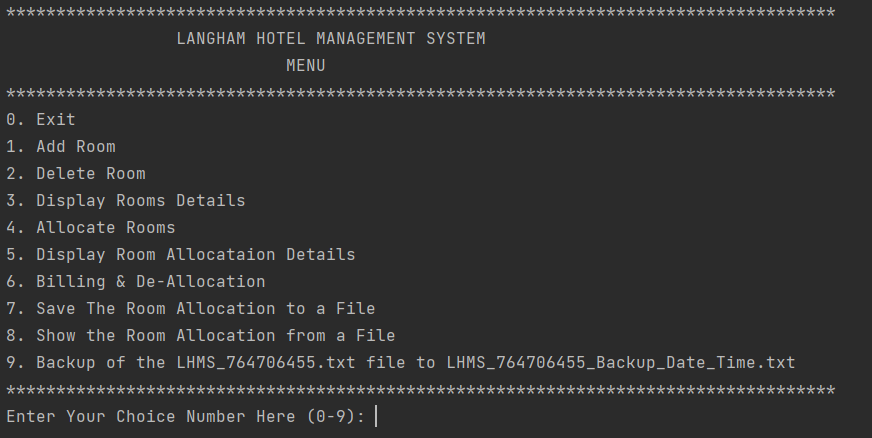 ***********************************************************************************
LANGHAM HOTEL MANAGEMENT SYSTEM
MENU
***********************************************************************************
0. Exit
1. Add Room
2. Delete Room
3. Display Rooms Details
4. Allocate Rooms
5. Display Room Allocataion Details
6. Billing & De-Allocation
7. Save The Room Allocation to a File
8. Show the Room Allocation from a File
9. Backup of the LHMS_764706455.txt file to LHMS_764706455_Backup_Date_Time.txt
***********************************************************************************
Enter Your Choice Number Here (0-9):